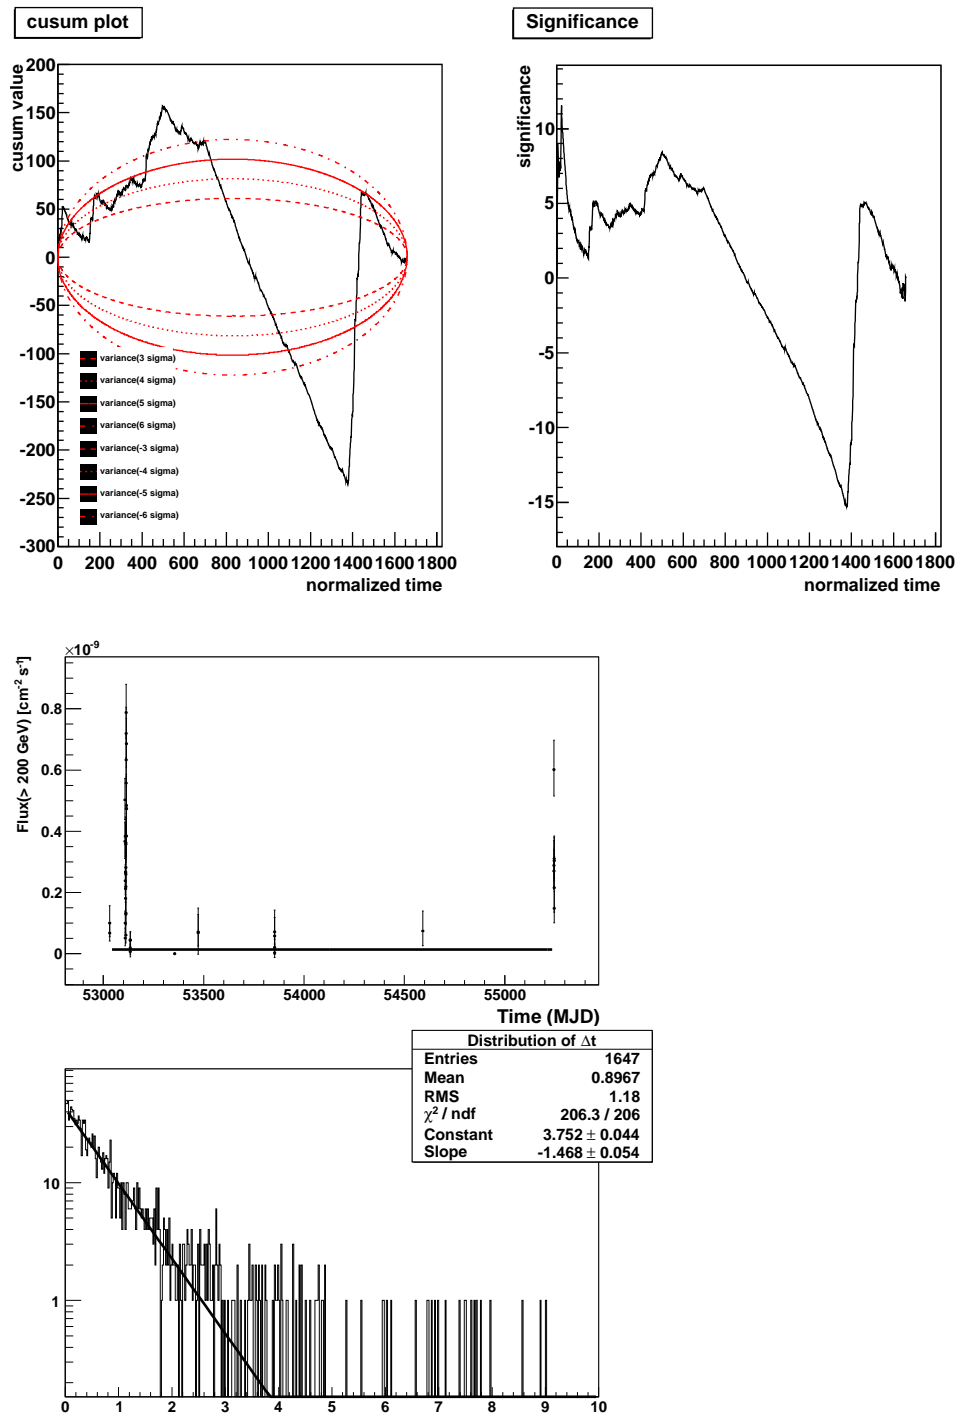 cusum plot
cusum value
200
150
100
50
0
-50
-100
-150
-200
-250
-300
variance(3 sigma)
variance(4 sigma)
variance(5 sigma)
variance(6 sigma)
variance(-3 sigma)
variance(-4 sigma)
variance(-5 sigma)
variance(-6 sigma)
0 200 400 600 800 1000 1200 1400 1600 1800
normalized time
Significance
significance
10
5
0
-5
-10
-15
0 200 400 600 800 1000 1200 1400 1600 1800
normalized time
×10⁻⁹
Flux(> 200 GeV) [cm⁻² s⁻¹]
0.8
0.6
0.4
0.2
0
53000 53500 54000 54500 55000
Time (MJD)
Distribution of Δt
Entries 1647
Mean 0.8967
RMS 1.18
χ² / ndf 206.3 / 206
Constant 3.752 ± 0.044
Slope -1.468 ± 0.054
10
1
0 1 2 3 4 5 6 7 8 9 10